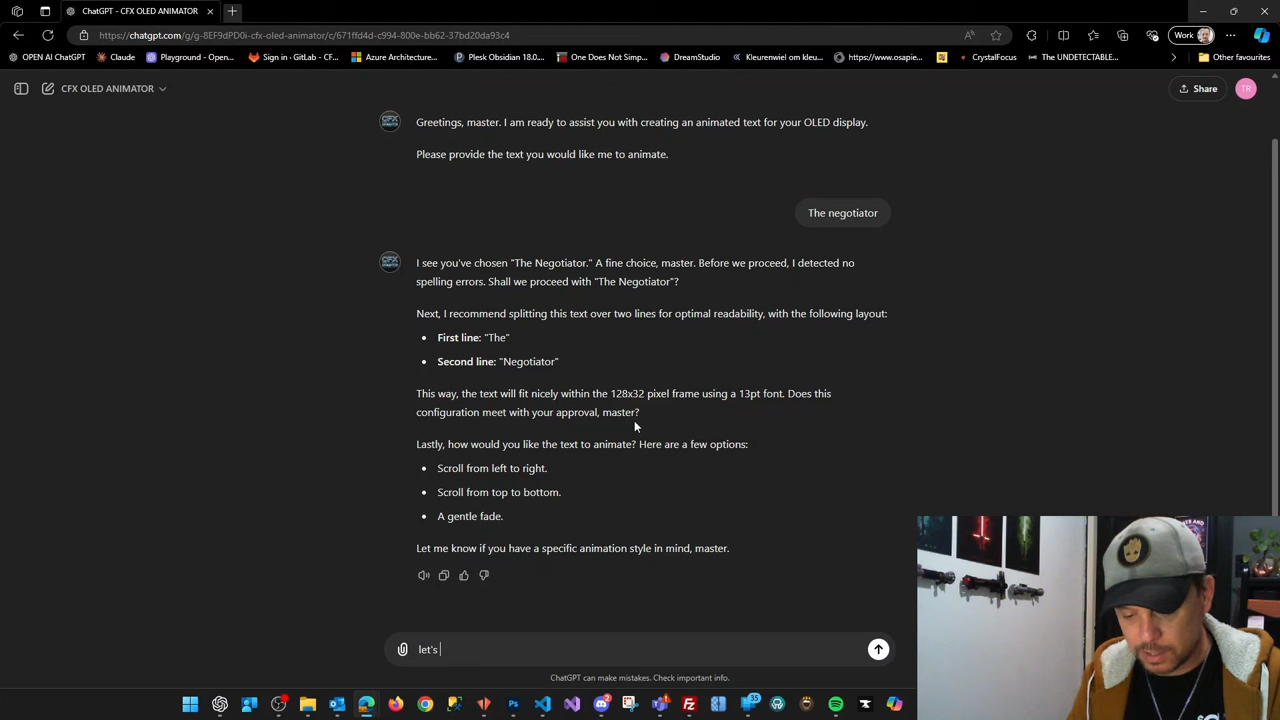 ChatGPT - CFX OLED ANIMATOR
https://chatgpt.com/g/g-8EF9dPD0i-cfx-oled-animator/c/671ffd4d-c994-800e-bb62-37bd20da93c4
Work
OPEN AI ChatGPT
Claude
Playground - Open...
Sign in · GitLab - CF...
Azure Architecture...
Plesk Obsidian 18.0...
One Does Not Simp...
DreamStudio
Kleurenwiel om kleu...
https://www.osapie...
CrystalFocus
The UNDETECTABLE...
Other favourites
CFX OLED ANIMATOR
Share
TR
Greetings, master. I am ready to assist you with creating an animated text for your OLED display.
Please provide the text you would like me to animate.
The negotiator
I see you've chosen "The Negotiator." A fine choice, master. Before we proceed, I detected no
spelling errors. Shall we proceed with "The Negotiator"?
Next, I recommend splitting this text over two lines for optimal readability, with the following layout:
• First line: "The"
• Second line: "Negotiator"
This way, the text will fit nicely within the 128x32 pixel frame using a 13pt font. Does this
configuration meet with your approval, master?
Lastly, how would you like the text to animate? Here are a few options:
• Scroll from left to right.
• Scroll from top to bottom.
• A gentle fade.
Let me know if you have a specific animation style in mind, master.
let's
ChatGPT can make mistakes. Check important info.